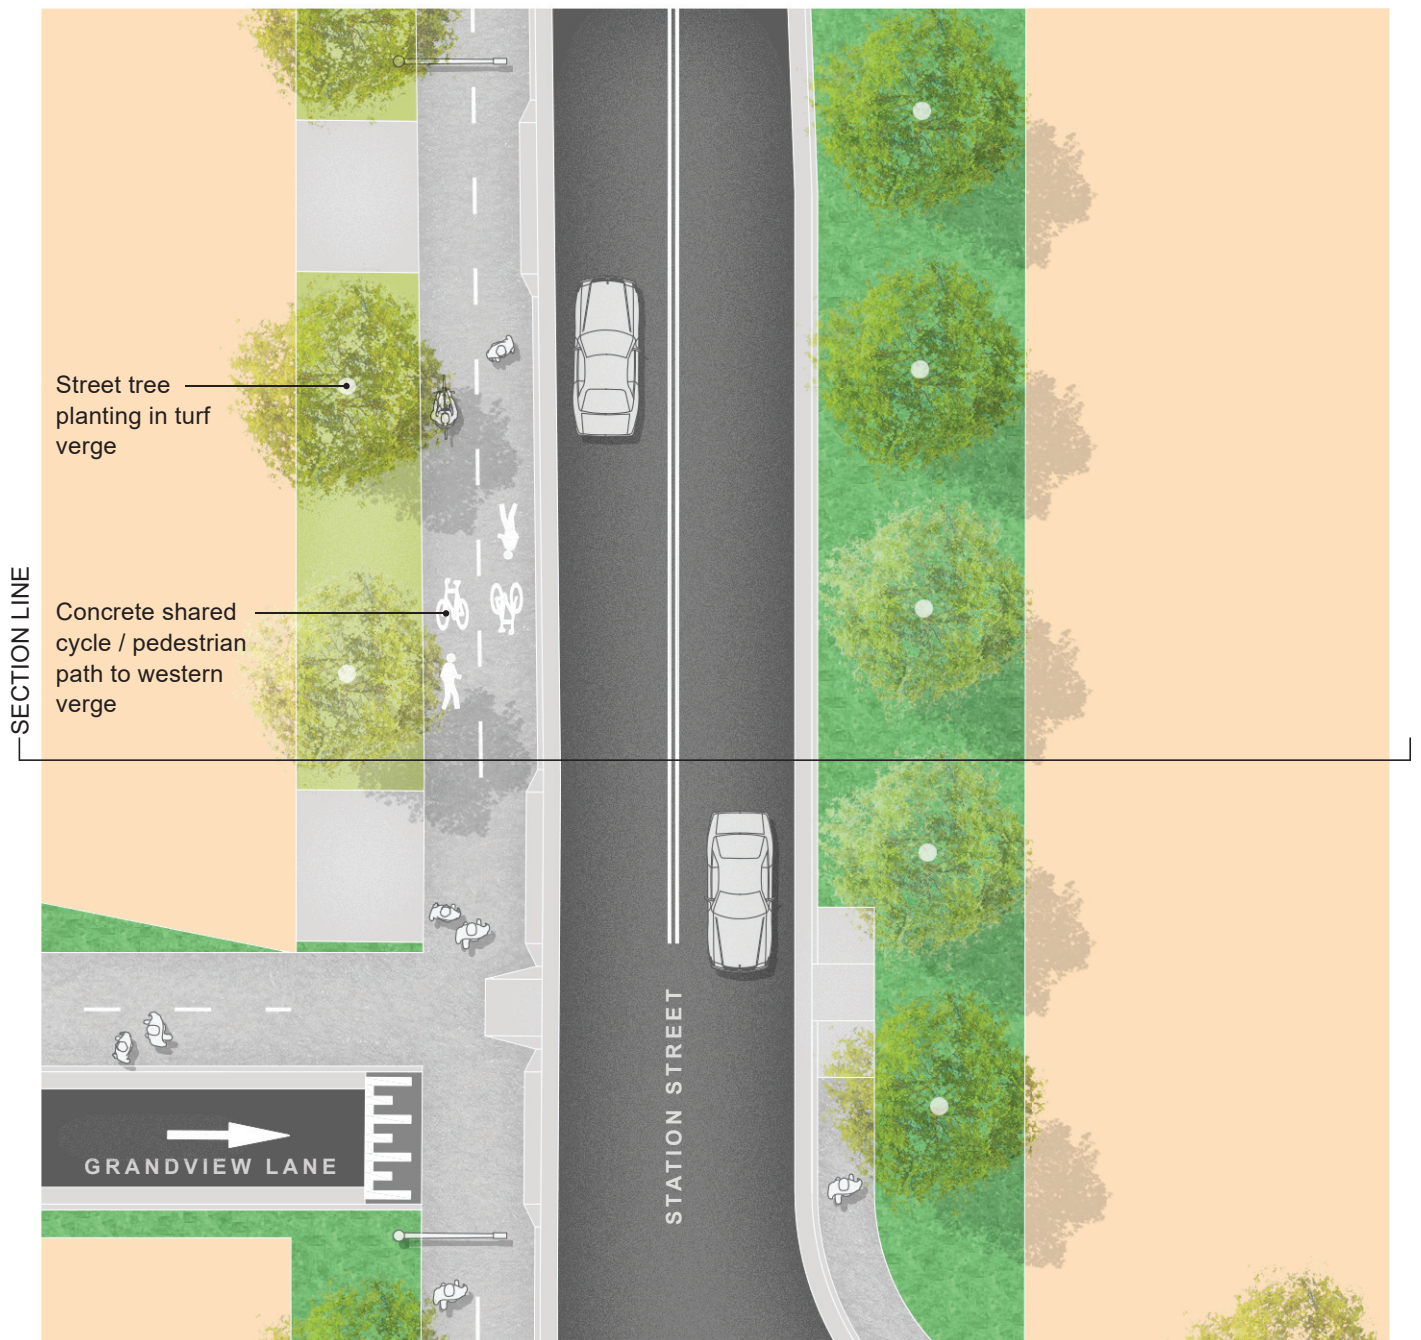 Street tree
planting in turf
verge
SECTION LINE
Concrete shared
cycle / pedestrian
path to western
verge
STATION STREET
GRANDVIEW LANE